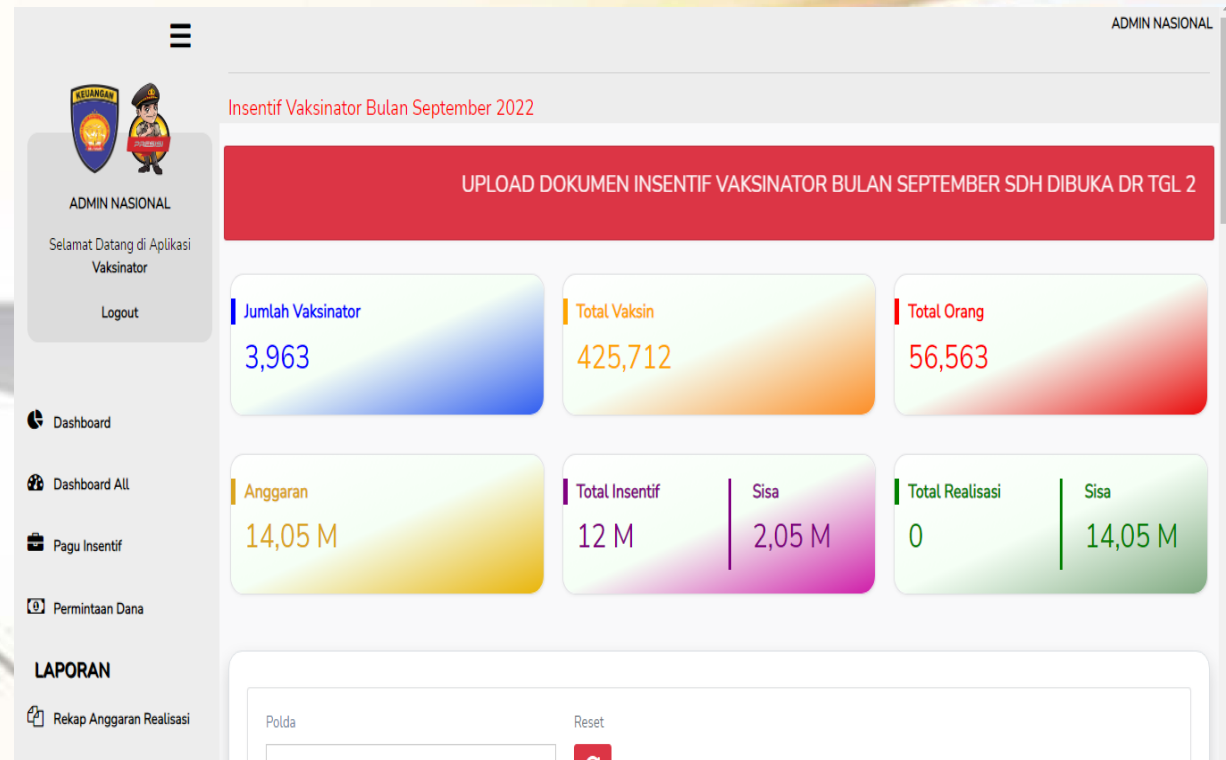 ADMIN NASIONAL
KEUANGAN
PRESISI
ADMIN NASIONAL
Selamat Datang di Aplikasi
Vaksinator
Logout
Dashboard
Dashboard All
Pagu Insentif
Permintaan Dana
LAPORAN
Rekap Anggaran Realisasi
Insentif Vaksinator Bulan September 2022
UPLOAD DOKUMEN INSENTIF VAKSINATOR BULAN SEPTEMBER SDH DIBUKA DR TGL 2
Jumlah Vaksinator
3,963
Total Vaksin
425,712
Total Orang
56,563
Anggaran
14,05 M
Total Insentif
12 M
Sisa
2,05 M
Total Realisasi
0
Sisa
14,05 M
Polda
Reset